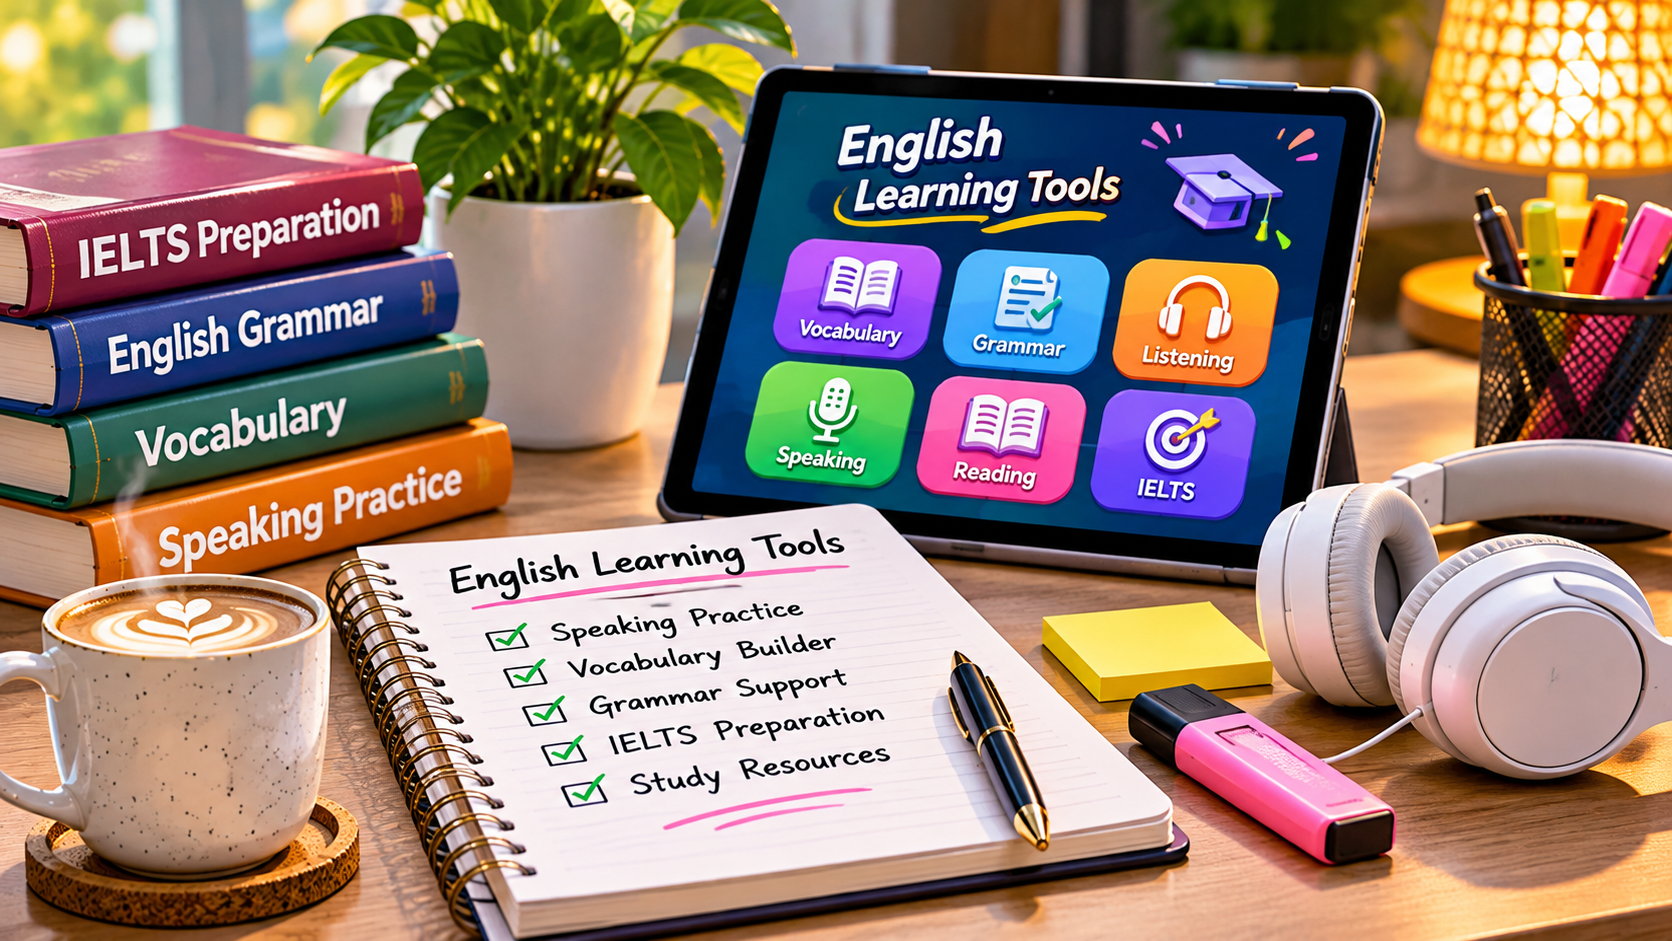 IELTS Preparation
English Grammar
Vocabulary
Speaking Practice
English
Learning Tools
Vocabulary
Grammar
Listening
Speaking
Reading
IELTS
English Learning Tools
Speaking Practice
Vocabulary Builder
Grammar Support
IELTS Preparation
Study Resources